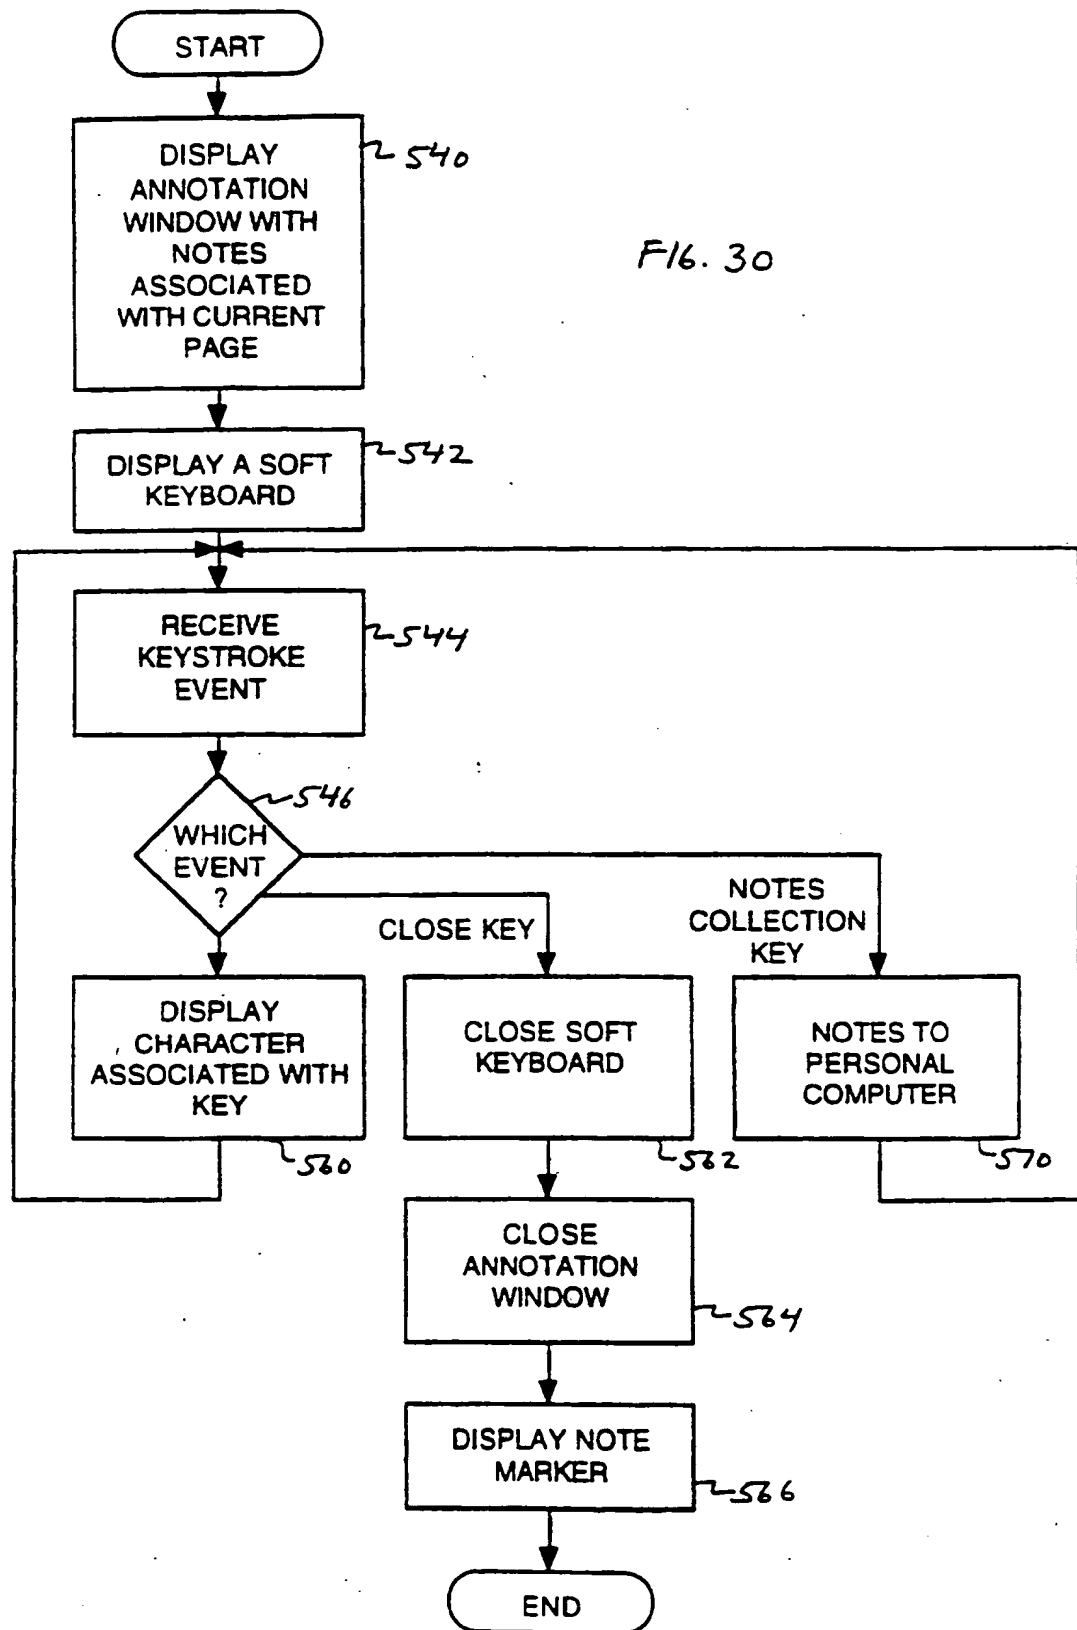 START
DISPLAY
ANNOTATION
WINDOW WITH
NOTES
ASSOCIATED
WITH CURRENT
PAGE
540
FIG. 30
DISPLAY A SOFT
KEYBOARD
542
RECEIVE
KEYSTROKE
EVENT
544
WHICH
EVENT
?
546
CLOSE KEY
NOTES
COLLECTION
KEY
DISPLAY
CHARACTER
ASSOCIATED WITH
KEY
560
CLOSE SOFT
KEYBOARD
562
NOTES TO
PERSONAL
COMPUTER
570
CLOSE
ANNOTATION
WINDOW
564
DISPLAY NOTE
MARKER
566
END